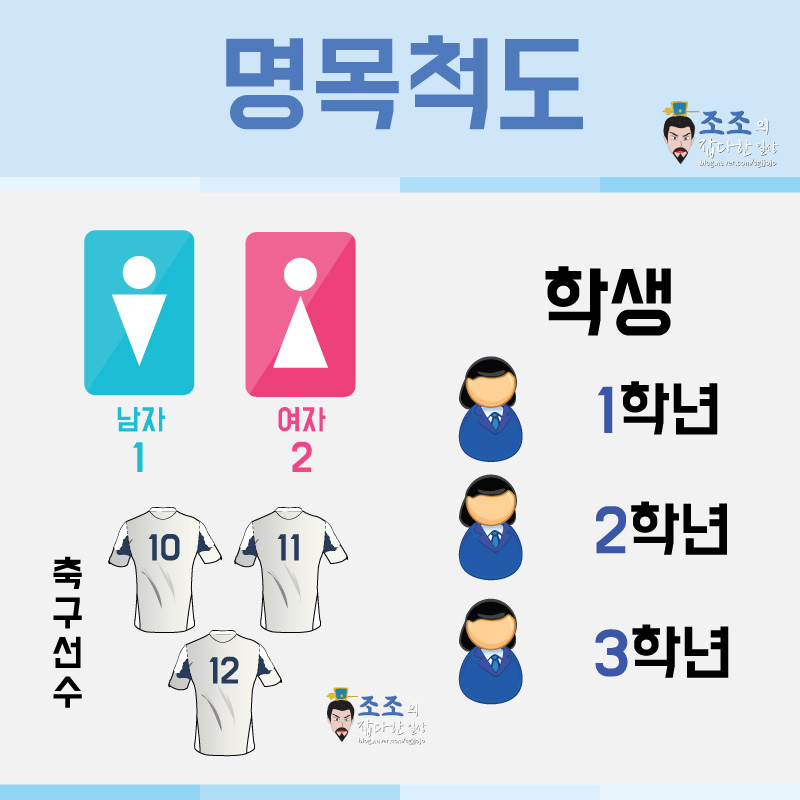 명목척도
조조의
잡다한 일상
blog.naver.com/sgjjojo
남자
1
여자
2
학생
1학년
2학년
3학년
축구선수
10
11
12
조조의
잡다한 일상
blog.naver.com/sgjjojo